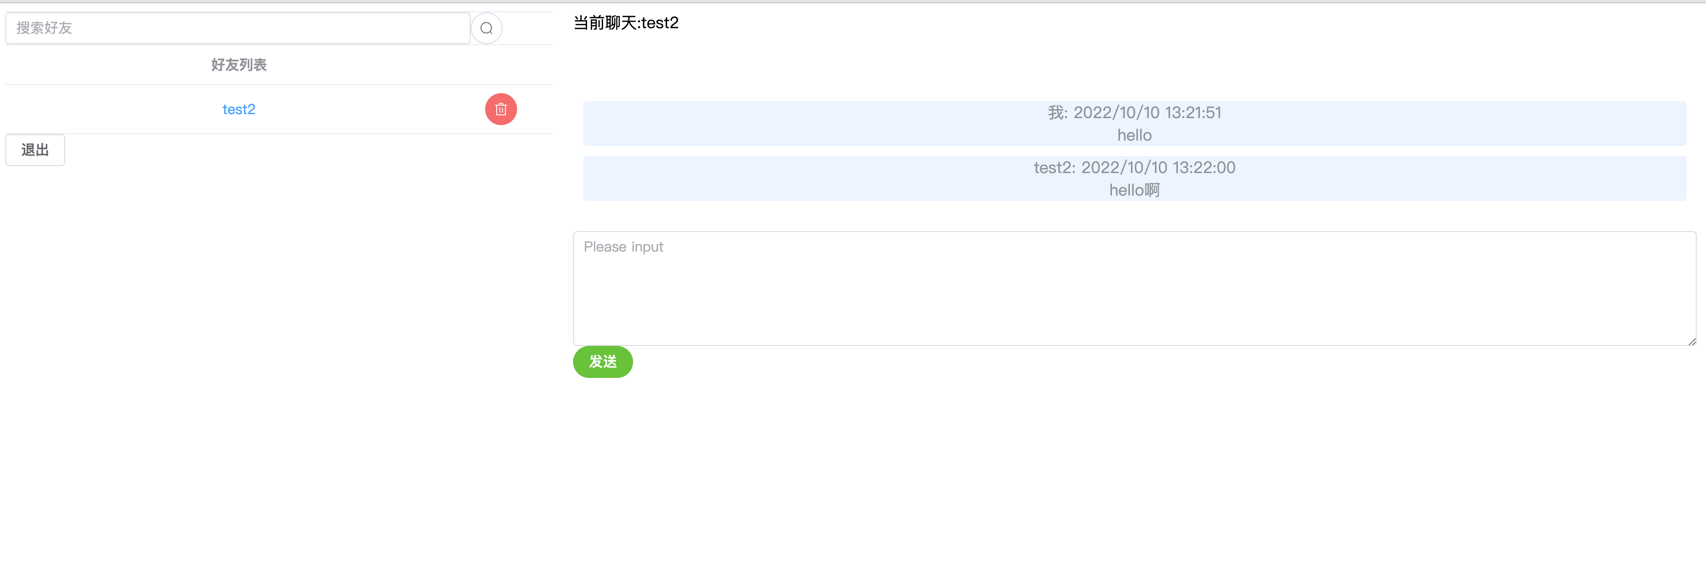 搜索好友
好友列表
test2
退出
当前聊天:test2
我: 2022/10/10 13:21:51
hello
test2: 2022/10/10 13:22:00
hello啊
Please input
发送